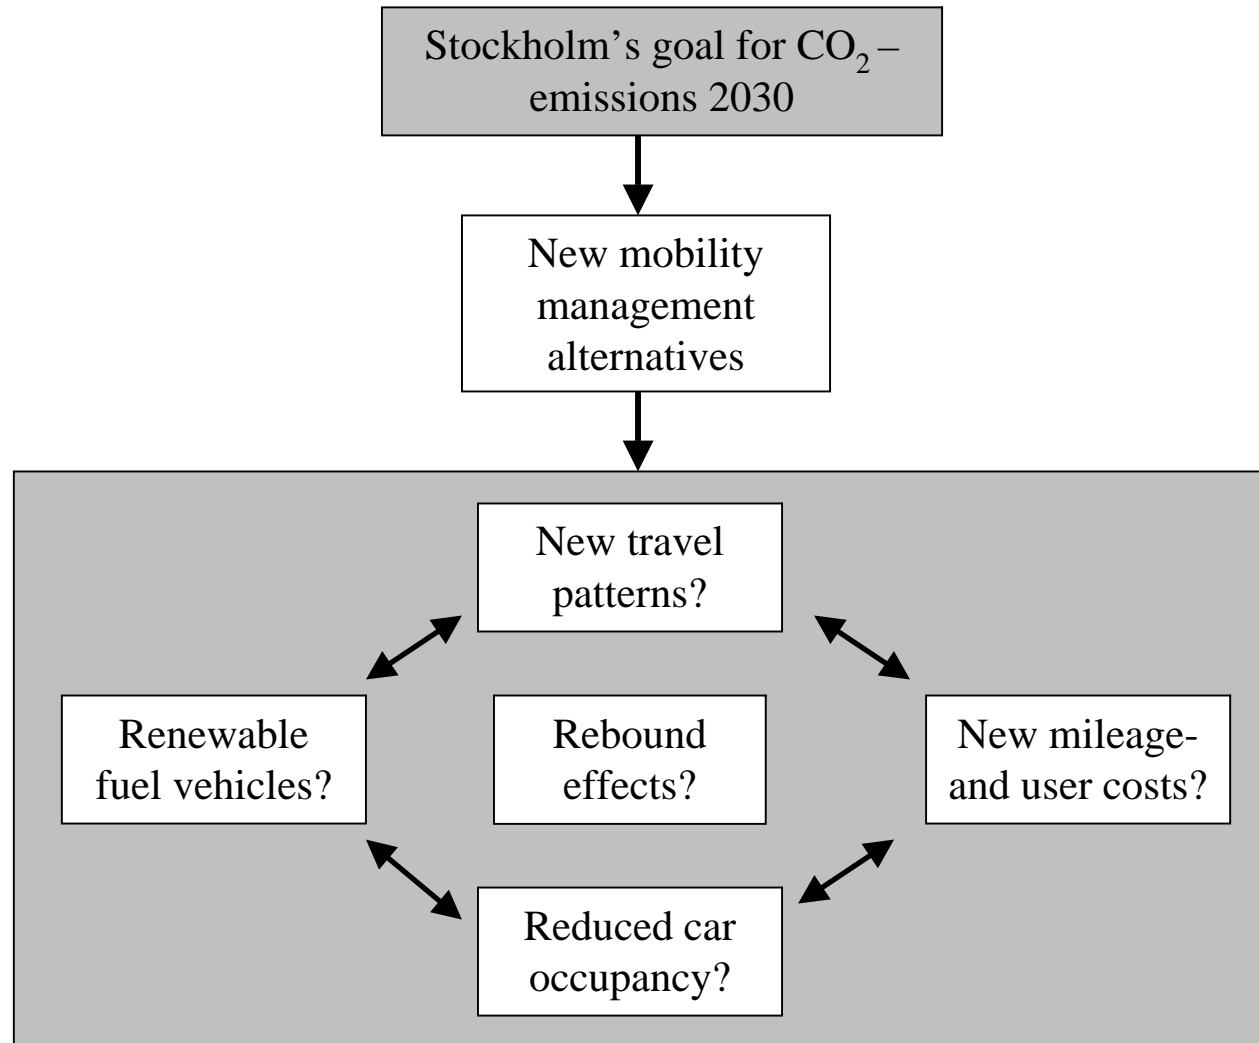 Stockholm’s goal for CO₂ –
emissions 2030
New mobility
management
alternatives
New travel
patterns?
Renewable
fuel vehicles?
Rebound
effects?
New mileage-
and user costs?
Reduced car
occupancy?